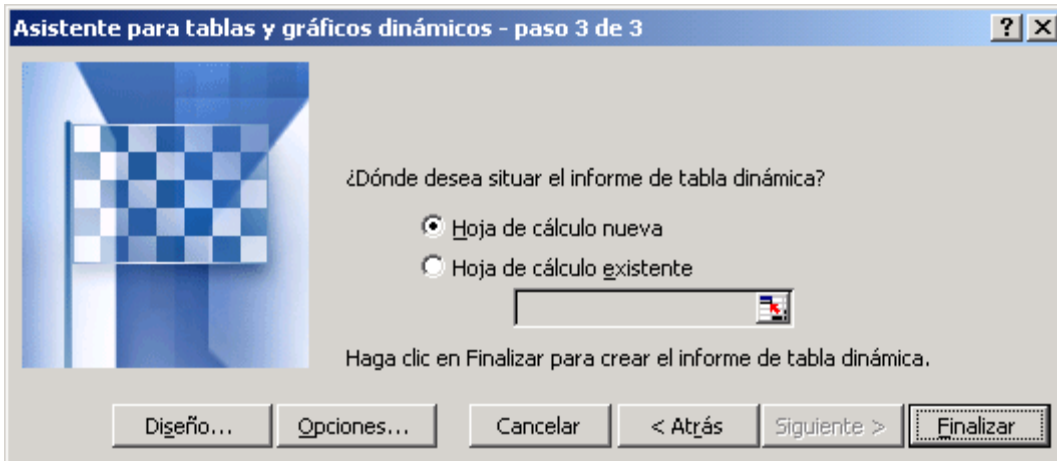 Asistente para tablas y gráficos dinámicos - paso 3 de 3
¿Dónde desea situar el informe de tabla dinámica?
Hoja de cálculo nueva
Hoja de cálculo existente
Haga clic en Finalizar para crear el informe de tabla dinámica.
Diseño... Opciones... Cancelar < Atrás Siguiente > Finalizar